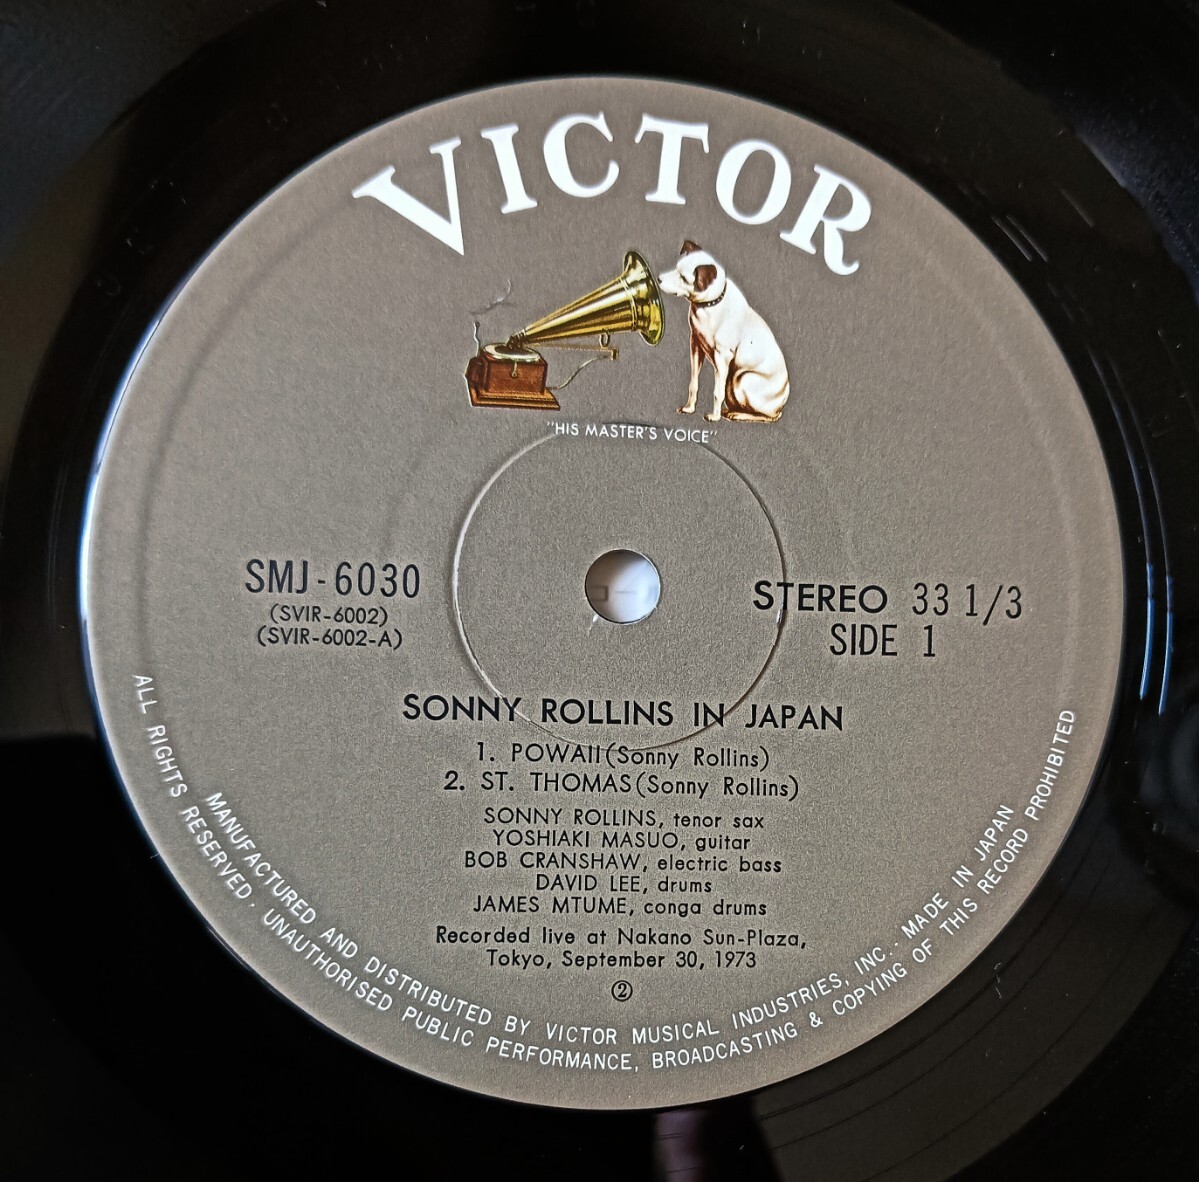 VICTOR
"HIS MASTER'S VOICE"
SMJ-6030
(SVIR-6002)
(SVIR-6002-A)
STEREO 33 1/3
SIDE 1
SONNY ROLLINS IN JAPAN
1. POWAII (Sonny Rollins)
2. ST. THOMAS (Sonny Rollins)
SONNY ROLLINS, tenor sax
YOSHIAKI MASUO, guitar
BOB CRANSHAW, electric bass
DAVID LEE, drums
JAMES MTUME, conga drums
Recorded live at Nakano Sun-Plaza,
Tokyo, September 30, 1973
②
MANUFACTURED AND DISTRIBUTED BY VICTOR MUSICAL INDUSTRIES, INC. · MADE IN JAPAN
ALL RIGHTS RESERVED. UNAUTHORISED PUBLIC PERFORMANCE, BROADCASTING & COPYING OF THIS RECORD PROHIBITED